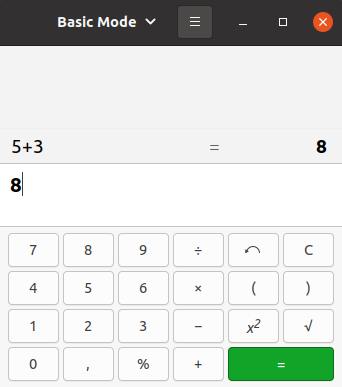 Basic Mode
5+3 = 8
8
7 8 9 ÷ C
4 5 6 × ( )
1 2 3 − x² √
0 , % + =